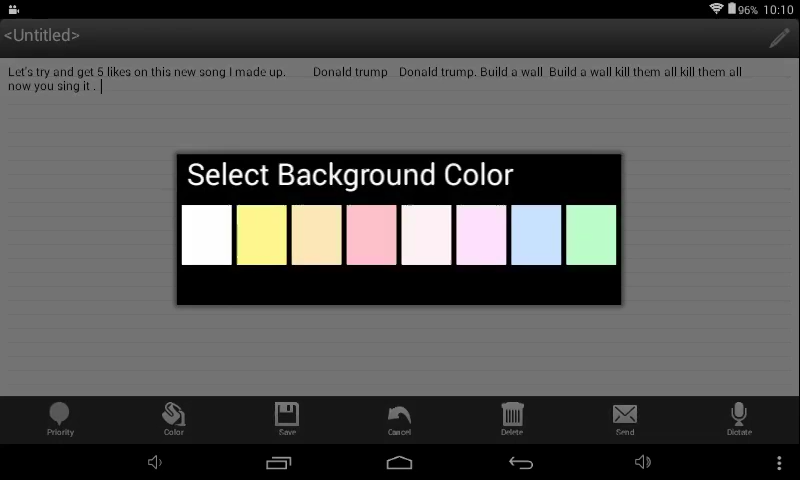 96% 10:10
<Untitled>
Let's try and get 5 likes on this new song I made up. Donald trump Donald trump. Build a wall Build a wall kill them all kill them all
now you sing it .
Select Background Color
Priority Color Save Cancel Delete Send Dictate